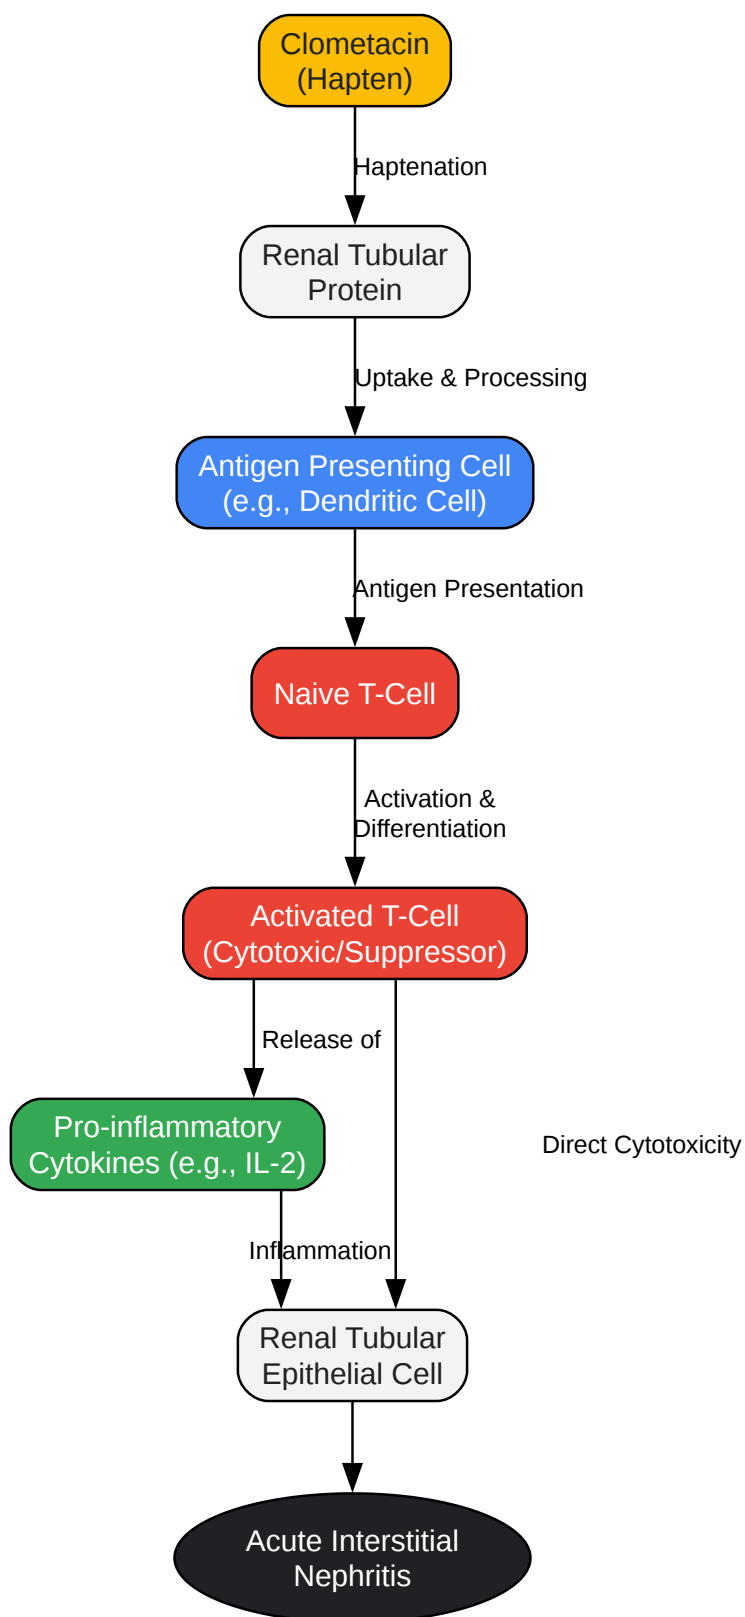 Clometacin
(Hapten)
Haptenation
Renal Tubular
Protein
Uptake & Processing
Antigen Presenting Cell
(e.g., Dendritic Cell)
Antigen Presentation
Naive T-Cell
Activation &
Differentiation
Activated T-Cell
(Cytotoxic/Suppressor)
Release of
Pro-inflammatory
Cytokines (e.g., IL-2)
Direct Cytotoxicity
Inflammation
Renal Tubular
Epithelial Cell
Acute Interstitial
Nephritis